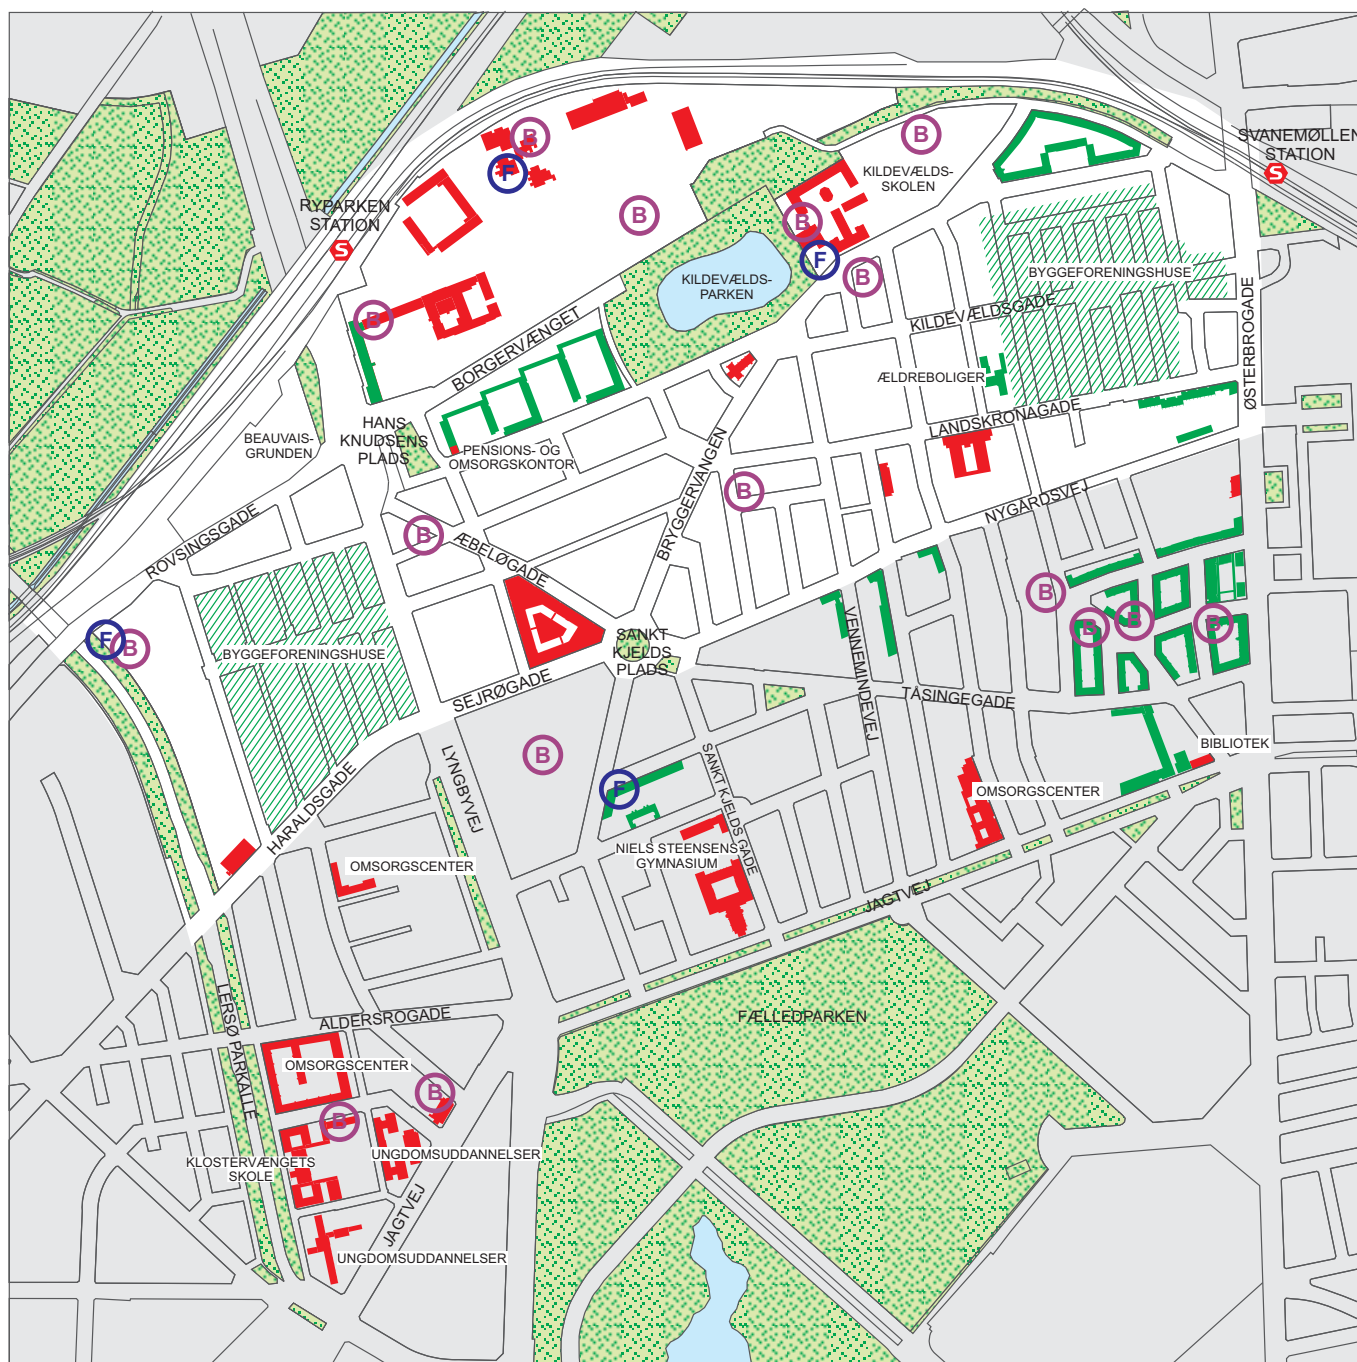 B
SVANEMØLLEN
STATION
S
B
F
KILDEVÆLDS-
SKOLEN
RYPARKEN
STATION
S
B
B
F
B
KILDEVÆLDS-
PARKEN
BYGGEFORENINGSHUSE
B
KILDEVÆLDSGADE
ØSTERBROGADE
BORGERVÆNGET
ÆLDREBOLIGER
LANDSKRONAGADE
HANS
KNUDSENS
PLADS
BEAUVAIS-
GRUNDEN
PENSIONS- OG
OMSORGSKONTOR
BRYGGERVANGEN
B
NYGÅRDSVEJ
ROVSINGSGADE
B
ÆBELØGADE
B
B
B
B
F
B
BYGGEFORENINGSHUSE
SANKT
KJELDS
PLADS
VENNEMINDEVEJ
SEJRØGADE
TÅSINGEGADE
BIBLIOTEK
LYNGBYVEJ
B
SANKT KJELDS GADE
F
OMSORGSCENTER
HARALDSGADE
NIELS STEENSENS
GYMNASIUM
OMSORGSCENTER
JAGTVEJ
LERSØ PARKALLE
ALDERSROGADE
FÆLLEDPARKEN
OMSORGSCENTER
B
B
KLOSTERVÆNGETS
SKOLE
UNGDOMSUDDANNELSER
JAGTVEJ
UNGDOMSUDDANNELSER